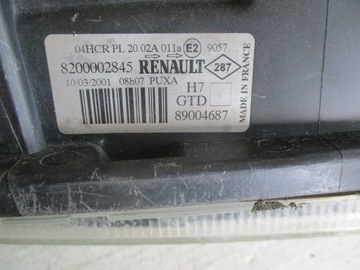 04HCR PL 20 02A 011a E2 9057
8200002845 RENAULT 287
10/03/2001 08h07 PUXA H7
GTD
89004687
MADE IN FRANCE